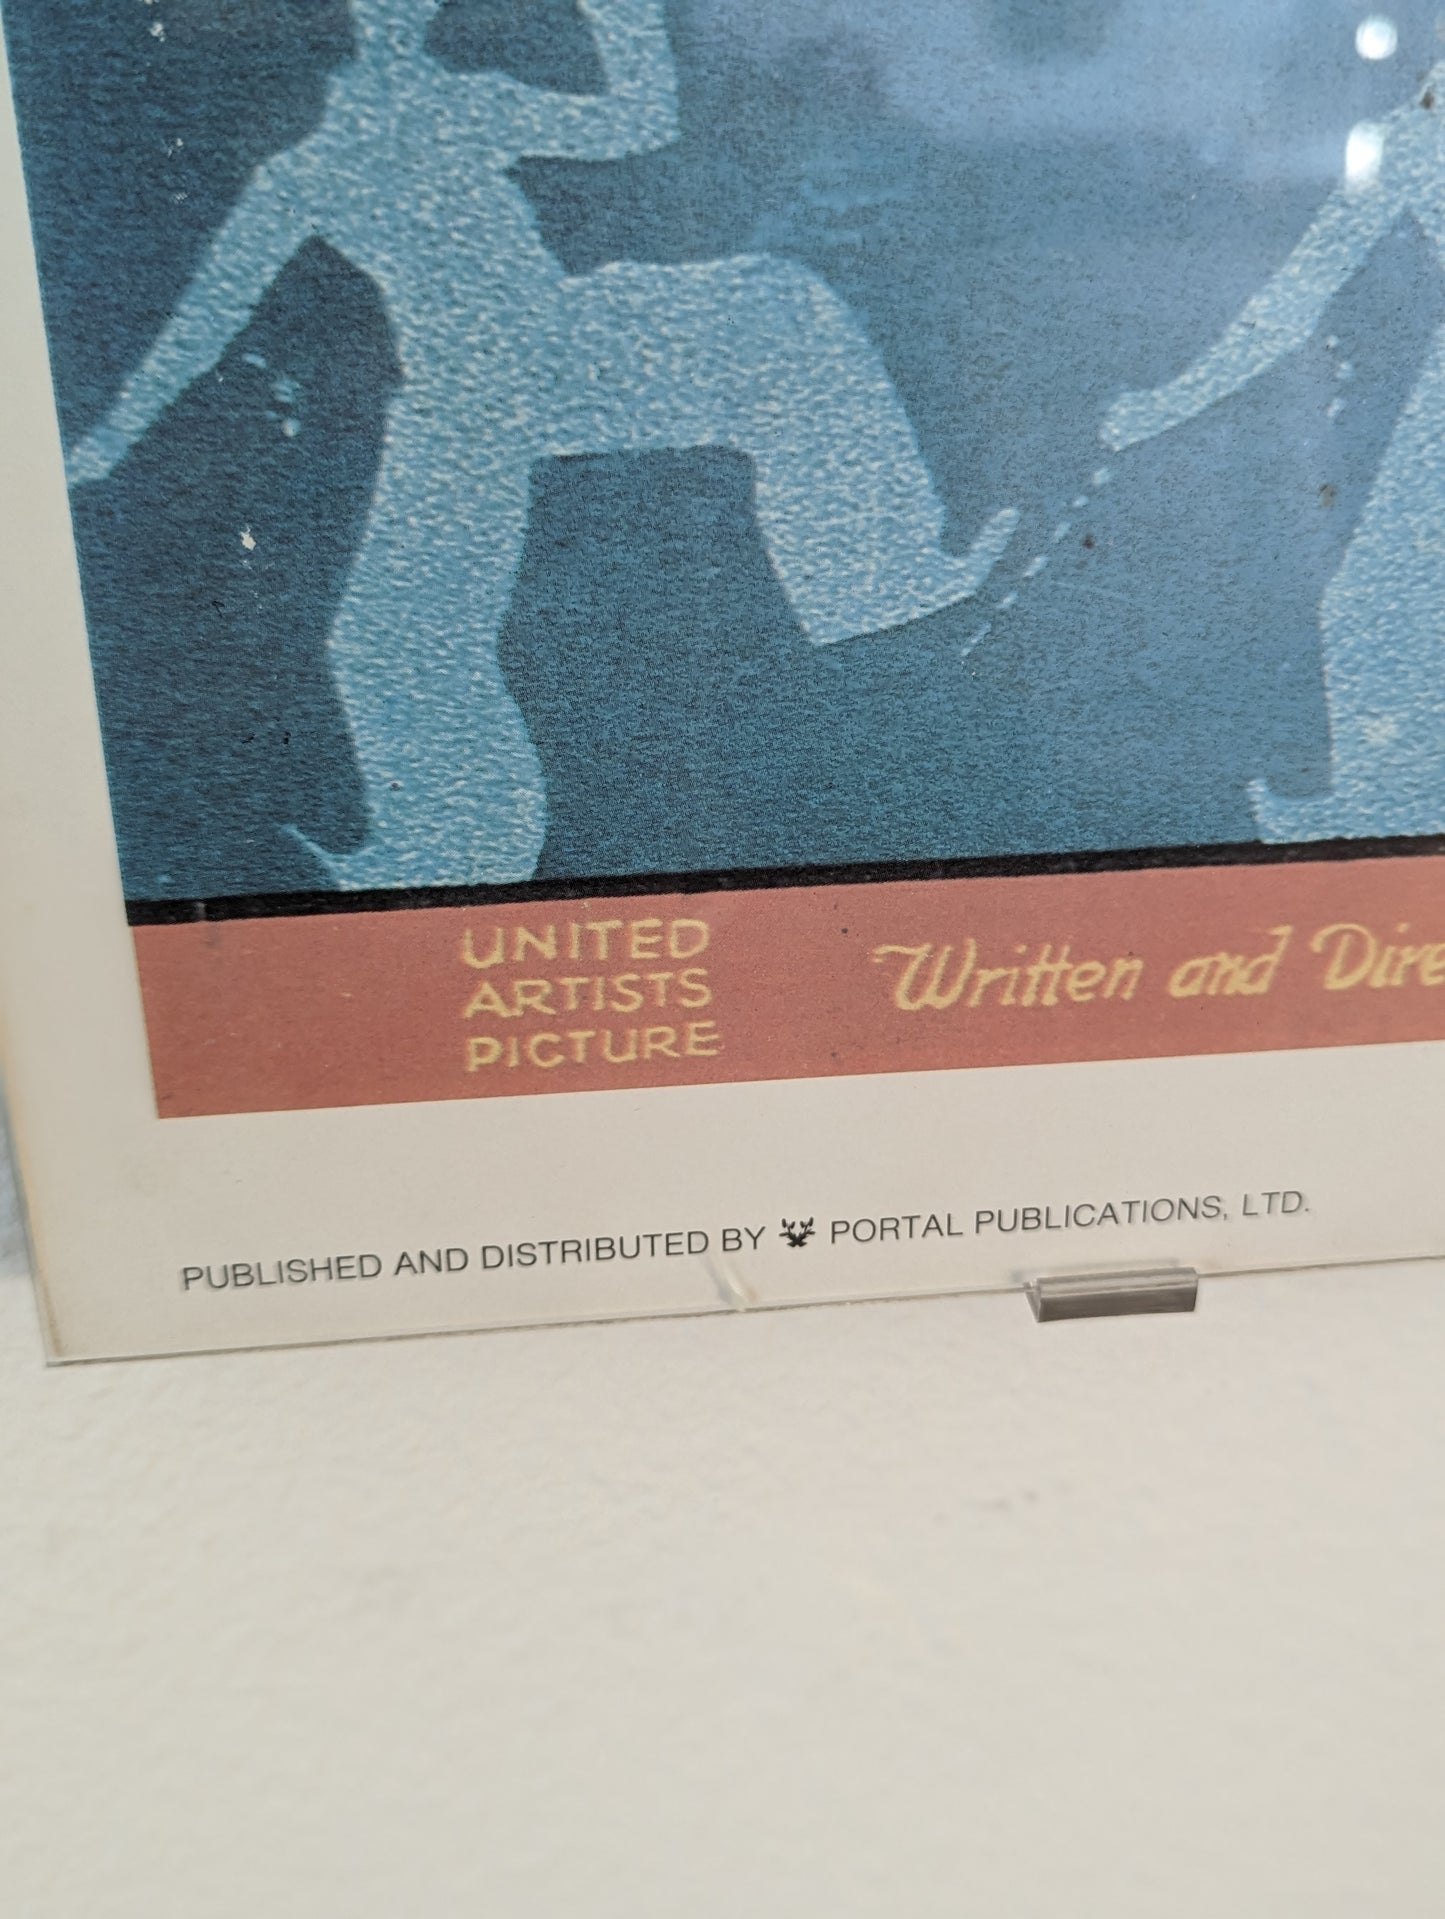 UNITED
ARTISTS
PICTURE
Written and Dire
PUBLISHED AND DISTRIBUTED BY PORTAL PUBLICATIONS, LTD.